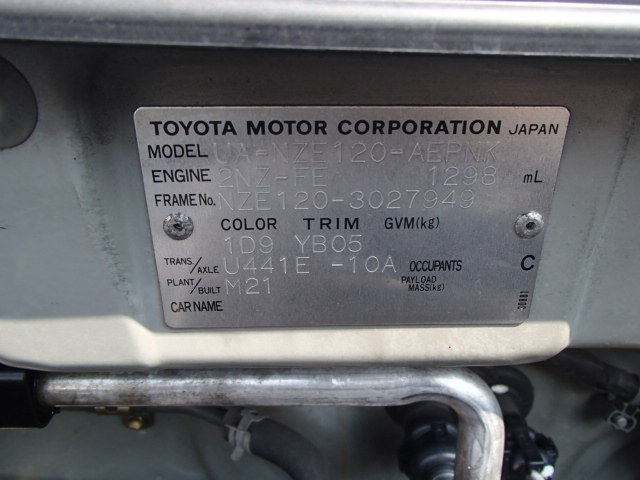 TOYOTA MOTOR CORPORATION JAPAN
MODEL UA-NZE120-AEPNK
ENGINE 2NZ-FE 1298 mL
FRAME No. NZE120-3027949
COLOR TRIM GVM(kg)
1D9 YB05
TRANS./AXLE U441E -10A OCCUPANTS C
PLANT/BUILT M21 PAYLOAD MASS(kg)
CAR NAME
30881